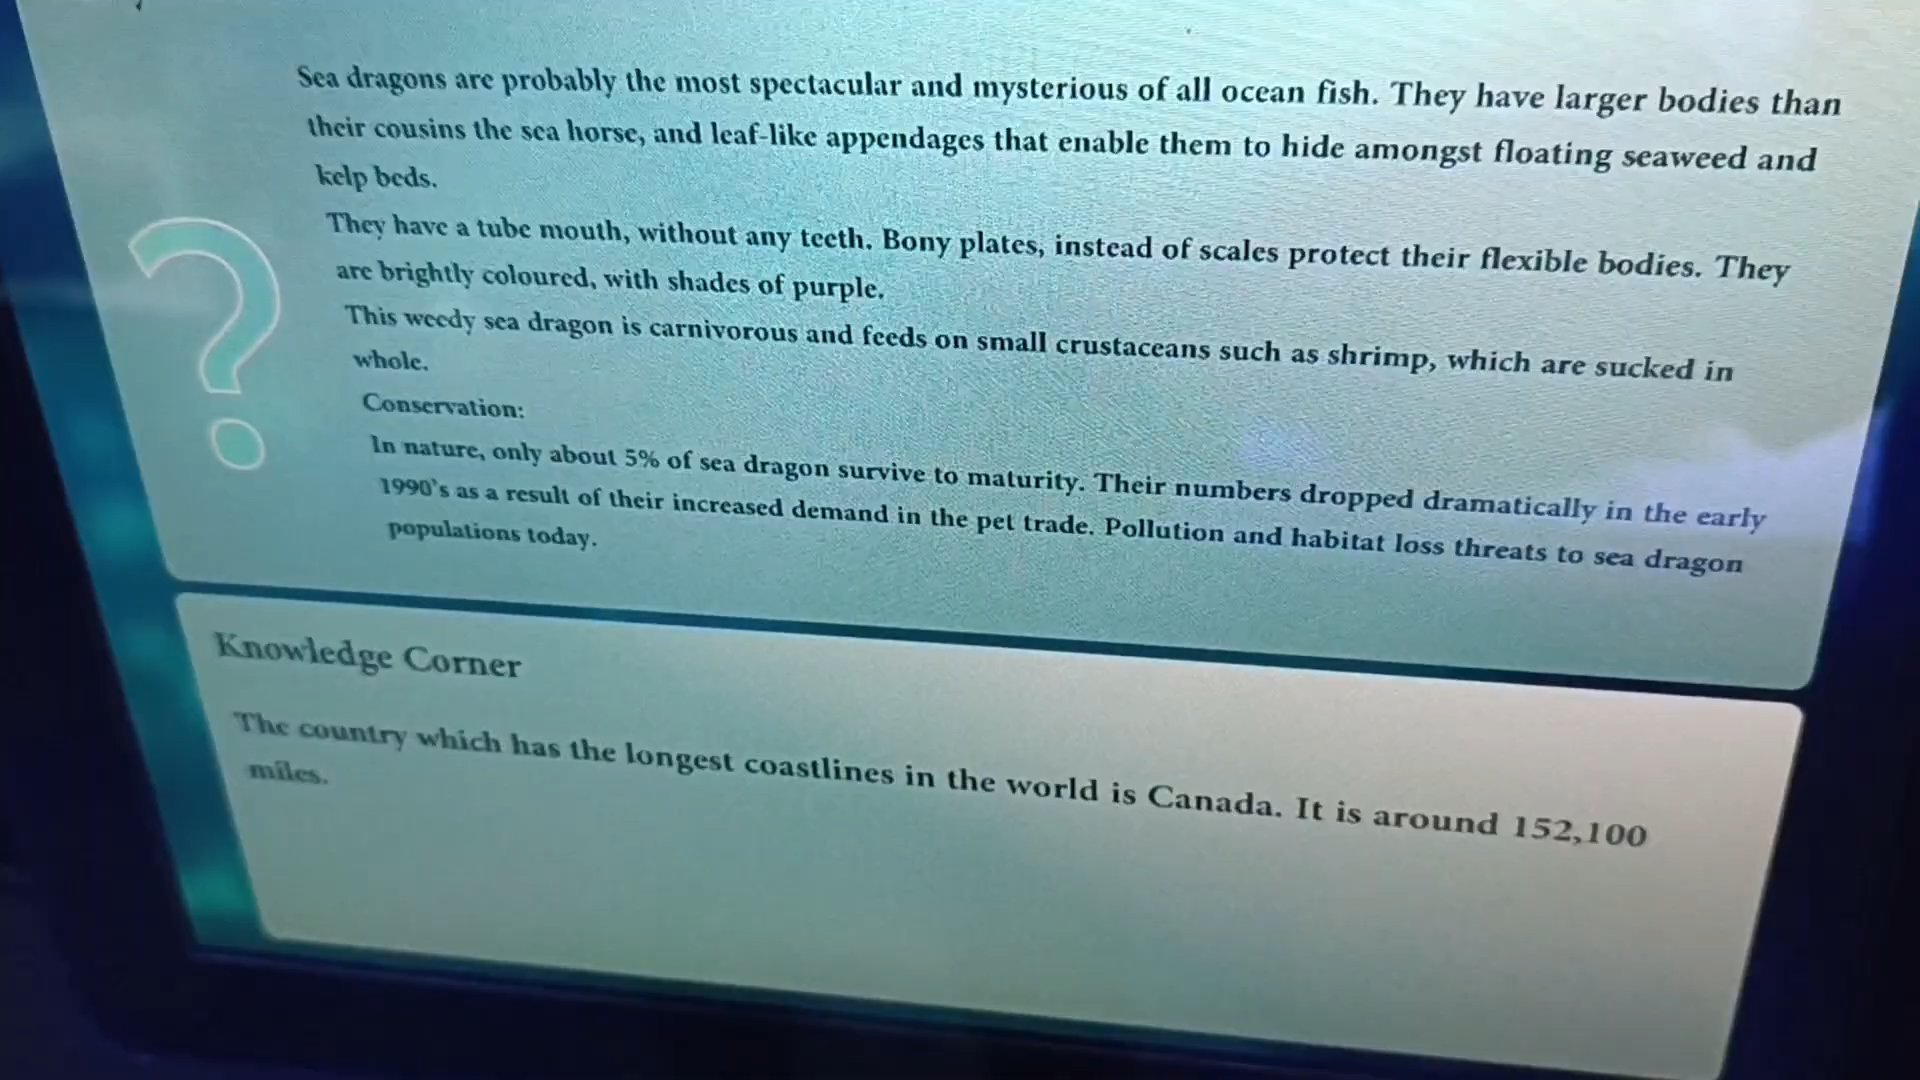 Sea dragons are probably the most spectacular and mysterious of all ocean fish. They have larger bodies than
their cousins the sea horse, and leaf-like appendages that enable them to hide amongst floating seaweed and
kelp beds.
They have a tube mouth, without any teeth. Bony plates, instead of scales protect their flexible bodies. They
are brightly coloured, with shades of purple.
This weedy sea dragon is carnivorous and feeds on small crustaceans such as shrimp, which are sucked in
whole.
Conservation:
In nature, only about 5% of sea dragon survive to maturity. Their numbers dropped dramatically in the early
1990's as a result of their increased demand in the pet trade. Pollution and habitat loss threats to sea dragon
populations today.
?
Knowledge Corner
The country which has the longest coastlines in the world is Canada. It is around 152,100
miles.